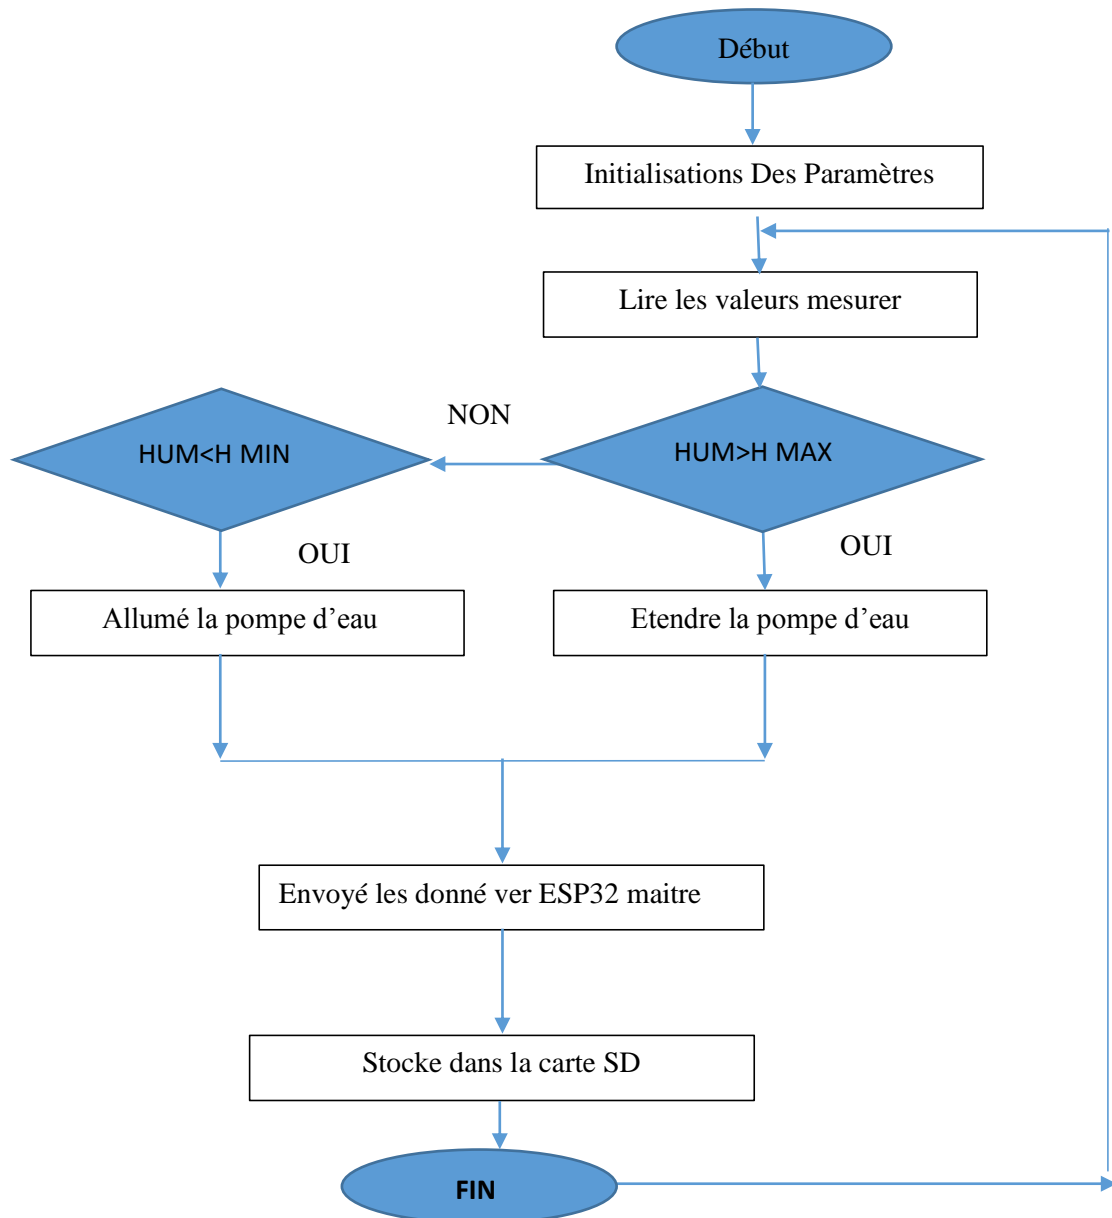 Début
Initialisations Des Paramètres
Lire les valeurs mesurer
NON
HUM<H MIN
HUM>H MAX
OUI
OUI
Allumé la pompe d’eau
Etendre la pompe d’eau
Envoyé les donné ver ESP32 maitre
Stocke dans la carte SD
FIN